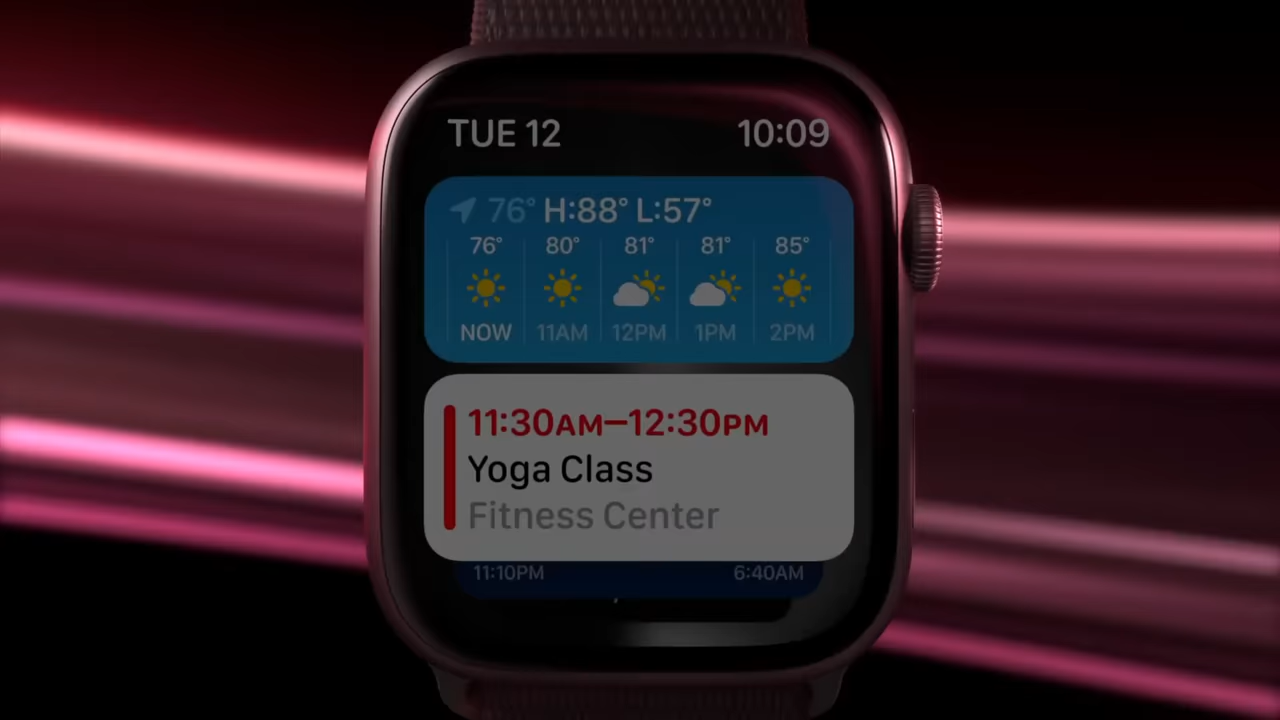 TUE 12 10:09
76° H:88° L:57°
76° 80° 81° 81° 85°
NOW 11AM 12PM 1PM 2PM
11:30AM–12:30PM
Yoga Class
Fitness Center
11:10PM 6:40AM